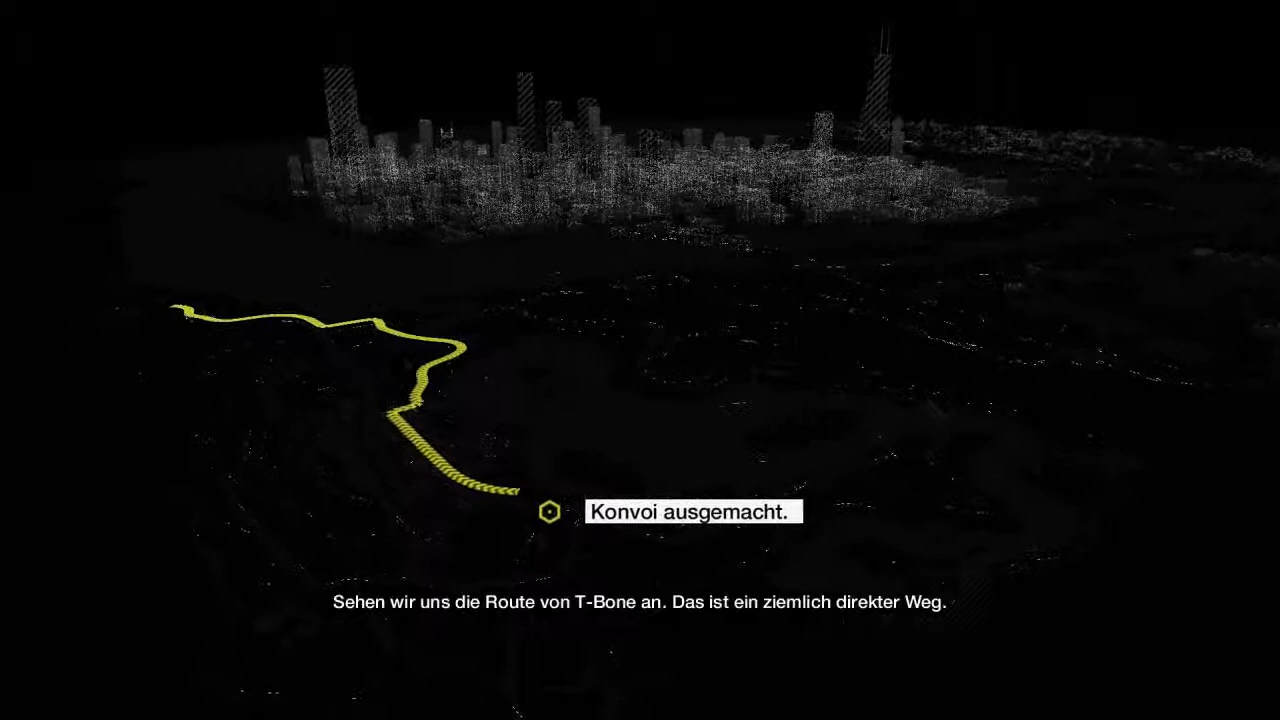 Konvoi ausgemacht.
Sehen wir uns die Route von T-Bone an. Das ist ein ziemlich direkter Weg.